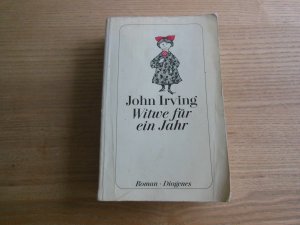 John Irving
Witwe für
ein Jahr
Roman · Diogenes